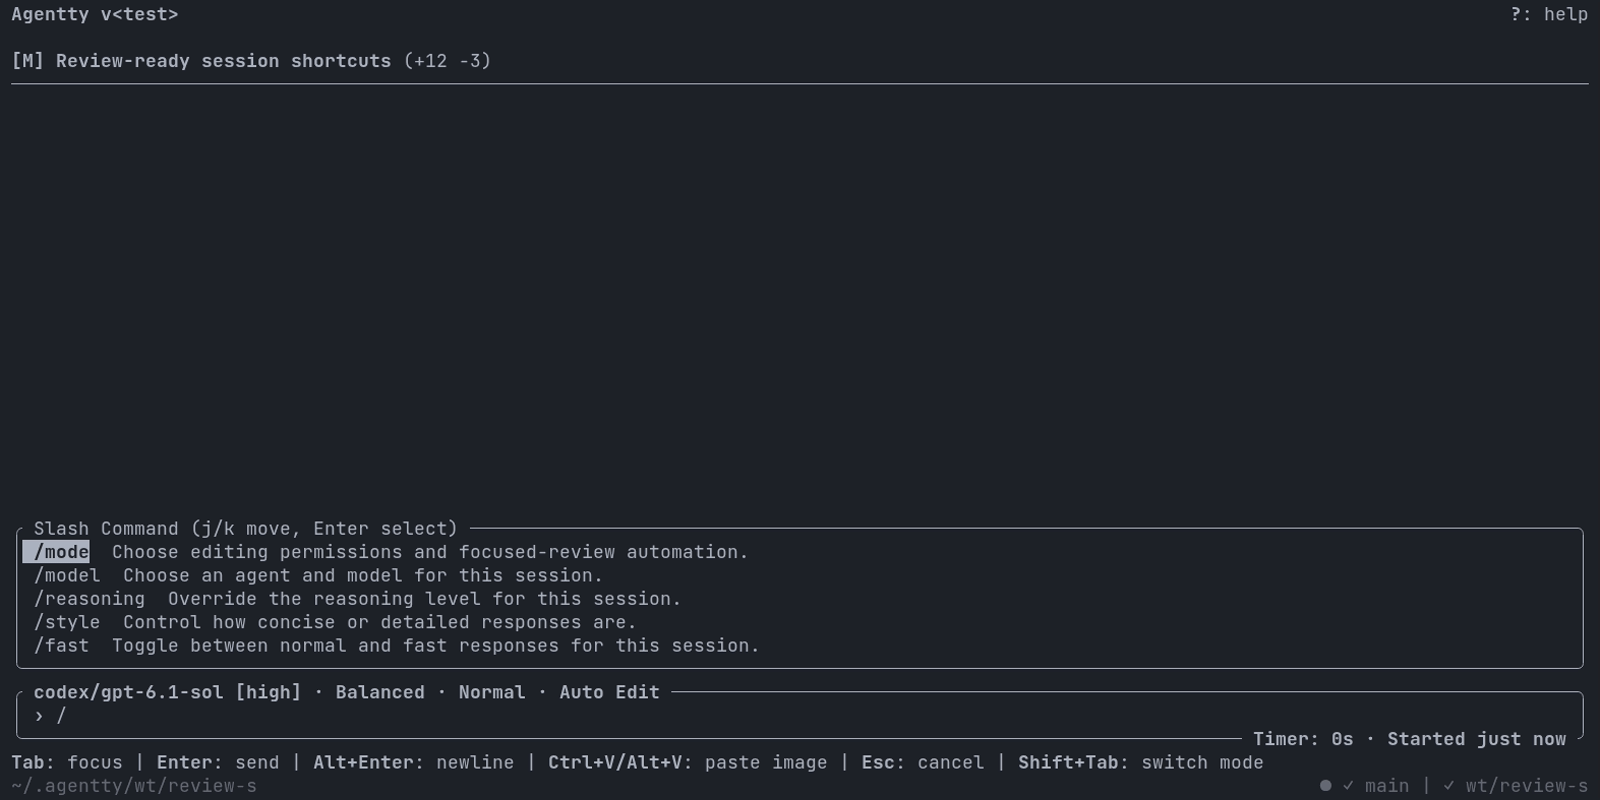 Agentty v<test> ?: help
[M] Review-ready session shortcuts (+12 -3)
Slash Command (j/k move, Enter select)
/mode  Choose editing permissions and focused-review automation.
/model  Choose an agent and model for this session.
/reasoning  Override the reasoning level for this session.
/style  Control how concise or detailed responses are.
/fast  Toggle between normal and fast responses for this session.
codex/gpt-6.1-sol [high] · Balanced · Normal · Auto Edit
› /
Timer: 0s · Started just now
Tab: focus | Enter: send | Alt+Enter: newline | Ctrl+V/Alt+V: paste image | Esc: cancel | Shift+Tab: switch mode
~/.agentty/wt/review-s ● ✓ main | ✓ wt/review-s